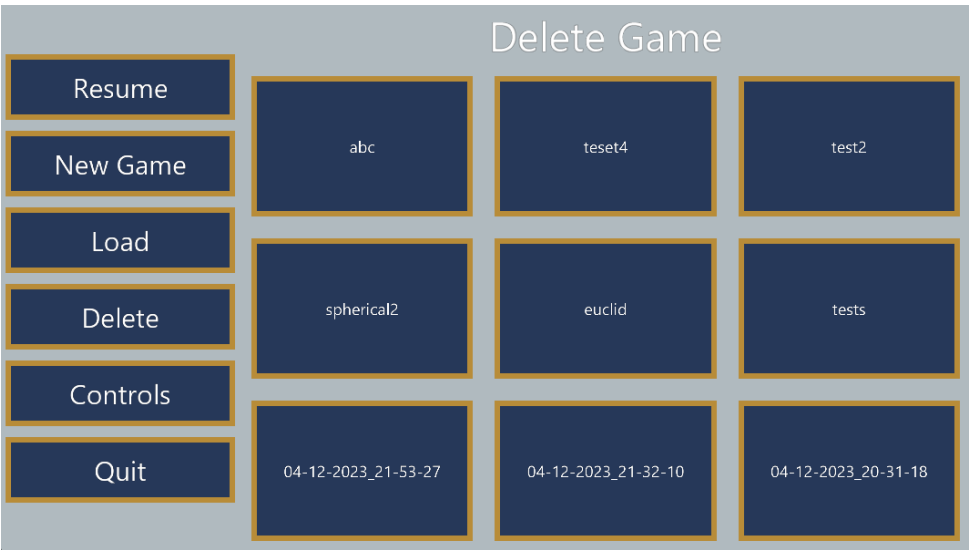 Delete Game
Resume
New Game
Load
Delete
Controls
Quit
abc
teset4
test2
spherical2
euclid
tests
04-12-2023_21-53-27
04-12-2023_21-32-10
04-12-2023_20-31-18